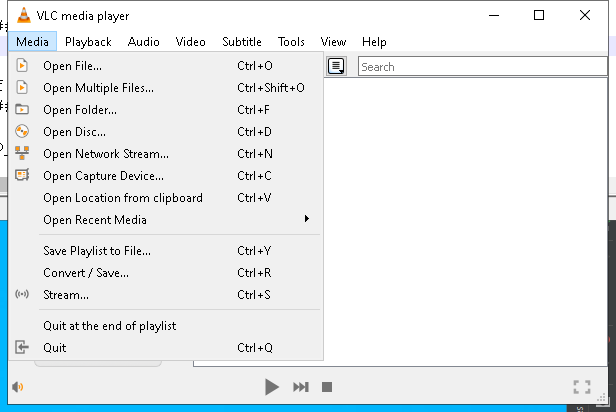 VLC media player
Media Playback Audio Video Subtitle Tools View Help
Open File... Ctrl+O
Open Multiple Files... Ctrl+Shift+O
Open Folder... Ctrl+F
Open Disc... Ctrl+D
Open Network Stream... Ctrl+N
Open Capture Device... Ctrl+C
Open Location from clipboard Ctrl+V
Open Recent Media
Save Playlist to File... Ctrl+Y
Convert / Save... Ctrl+R
Stream... Ctrl+S
Quit at the end of playlist
Quit Ctrl+Q
Search